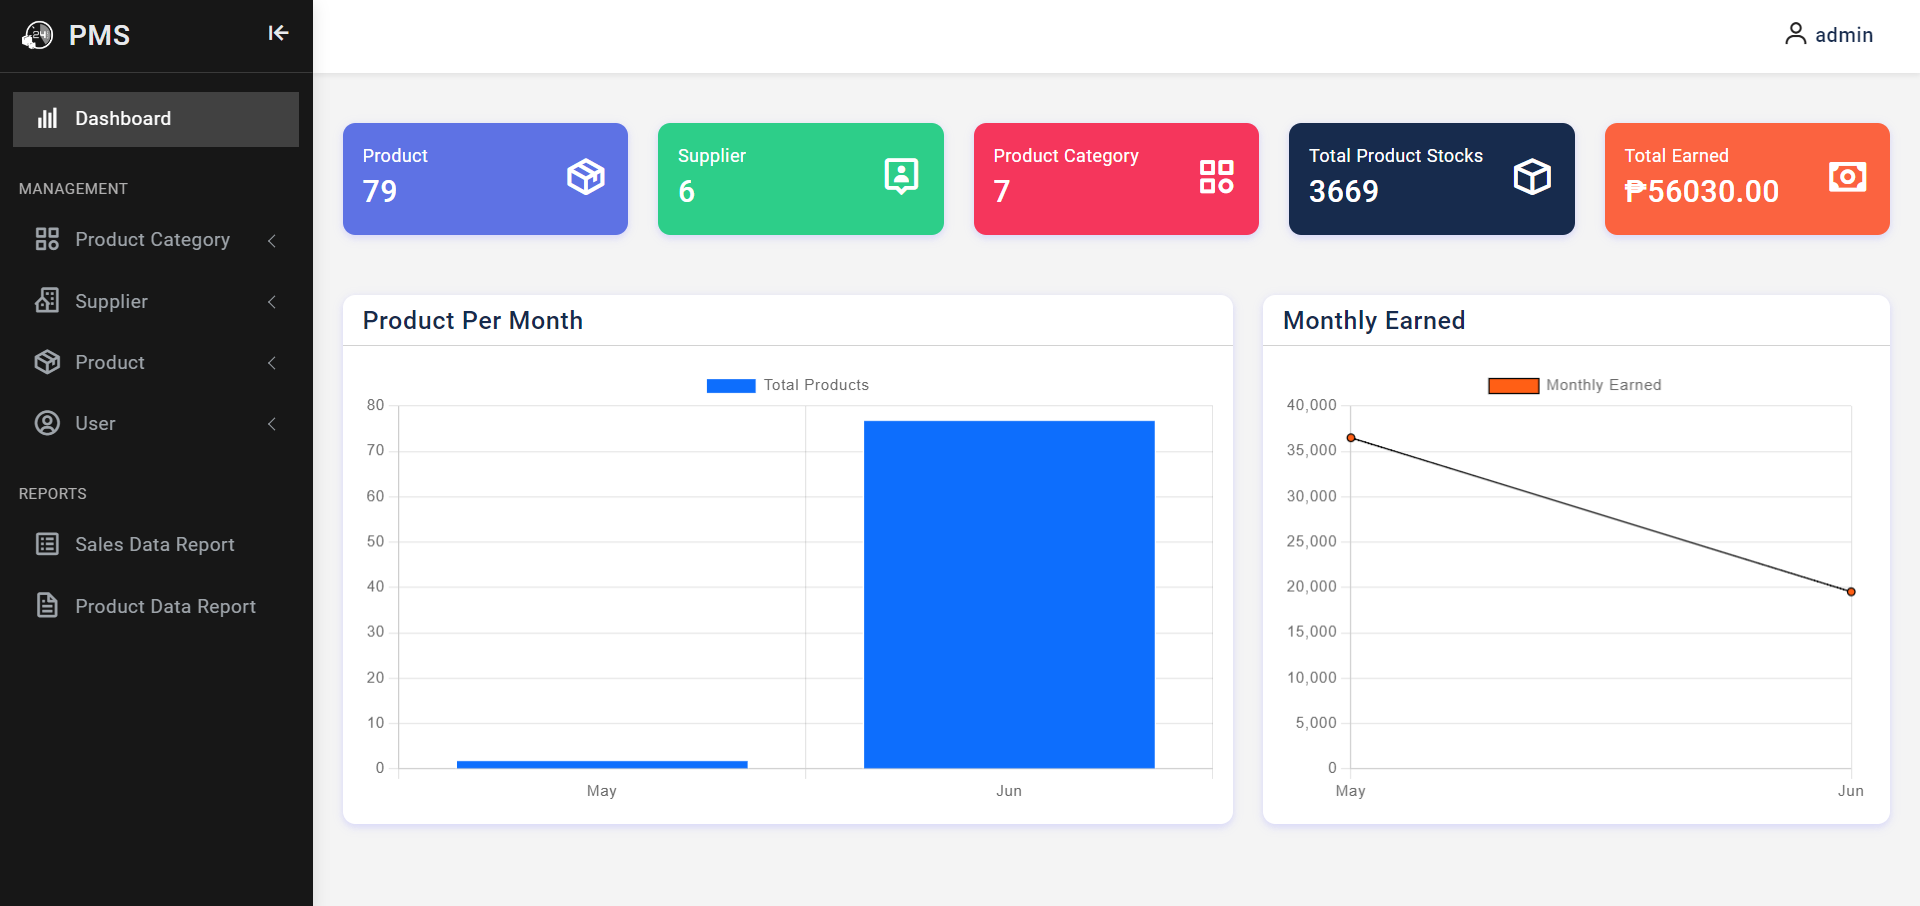 PMS
admin
Dashboard
MANAGEMENT
Product Category
Supplier
Product
User
REPORTS
Sales Data Report
Product Data Report
Product
79
Supplier
6
Product Category
7
Total Product Stocks
3669
Total Earned
₱56030.00
Product Per Month
Total Products
80
70
60
50
40
30
20
10
0
May Jun
Monthly Earned
Monthly Earned
40,000
35,000
30,000
25,000
20,000
15,000
10,000
5,000
0
May Jun